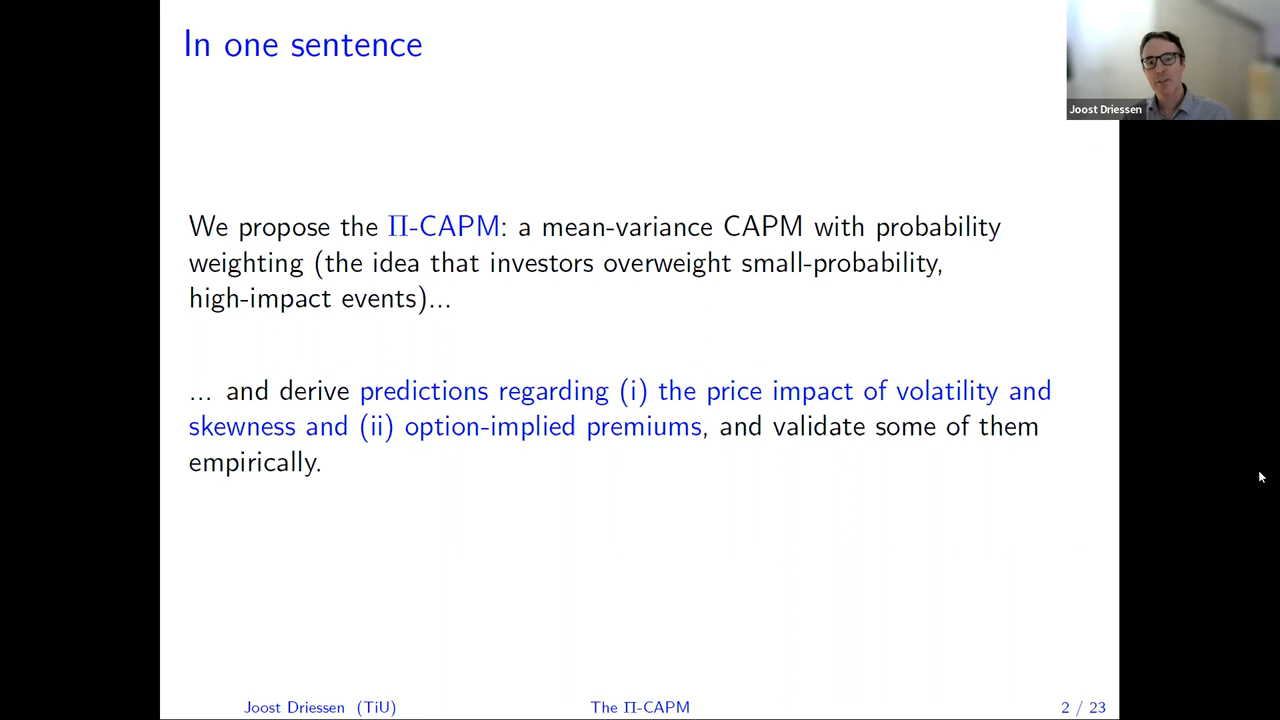 In one sentence
Joost Driessen
We propose the Π-CAPM: a mean-variance CAPM with probability
weighting (the idea that investors overweight small-probability,
high-impact events)...
... and derive predictions regarding (i) the price impact of volatility and
skewness and (ii) option-implied premiums, and validate some of them
empirically.
Joost Driessen (TiU) The Π-CAPM 2 / 23